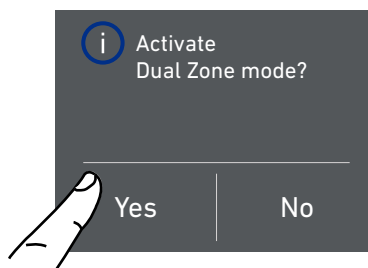 i
Activate
Dual Zone mode?
Yes No